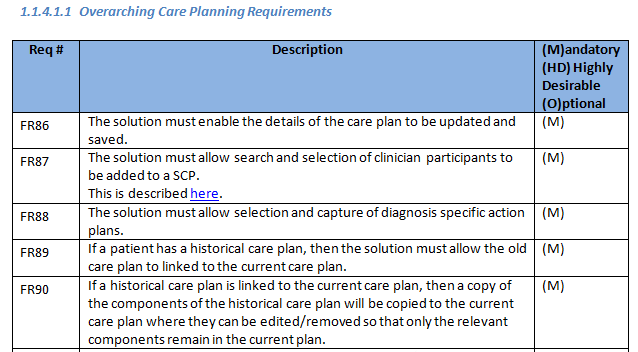 1.1.4.1.1 Overarching Care Planning Requirements
Req #
Description
(M)andatory
(HD) Highly
Desirable
(O)ptional
FR86
The solution must enable the details of the care plan to be updated and
saved.
(M)
FR87
The solution must allow search and selection of clinician participants to
be added to a SCP.
This is described here.
(M)
FR88
The solution must allow selection and capture of diagnosis specific action
plans.
(M)
FR89
If a patient has a historical care plan, then the solution must allow the old
care plan to linked to the current care plan.
(M)
FR90
If a historical care plan is linked to the current care plan, then a copy of
the components of the historical care plan will be copied to the current
care plan where they can be edited/removed so that only the relevant
components remain in the current plan.
(M)